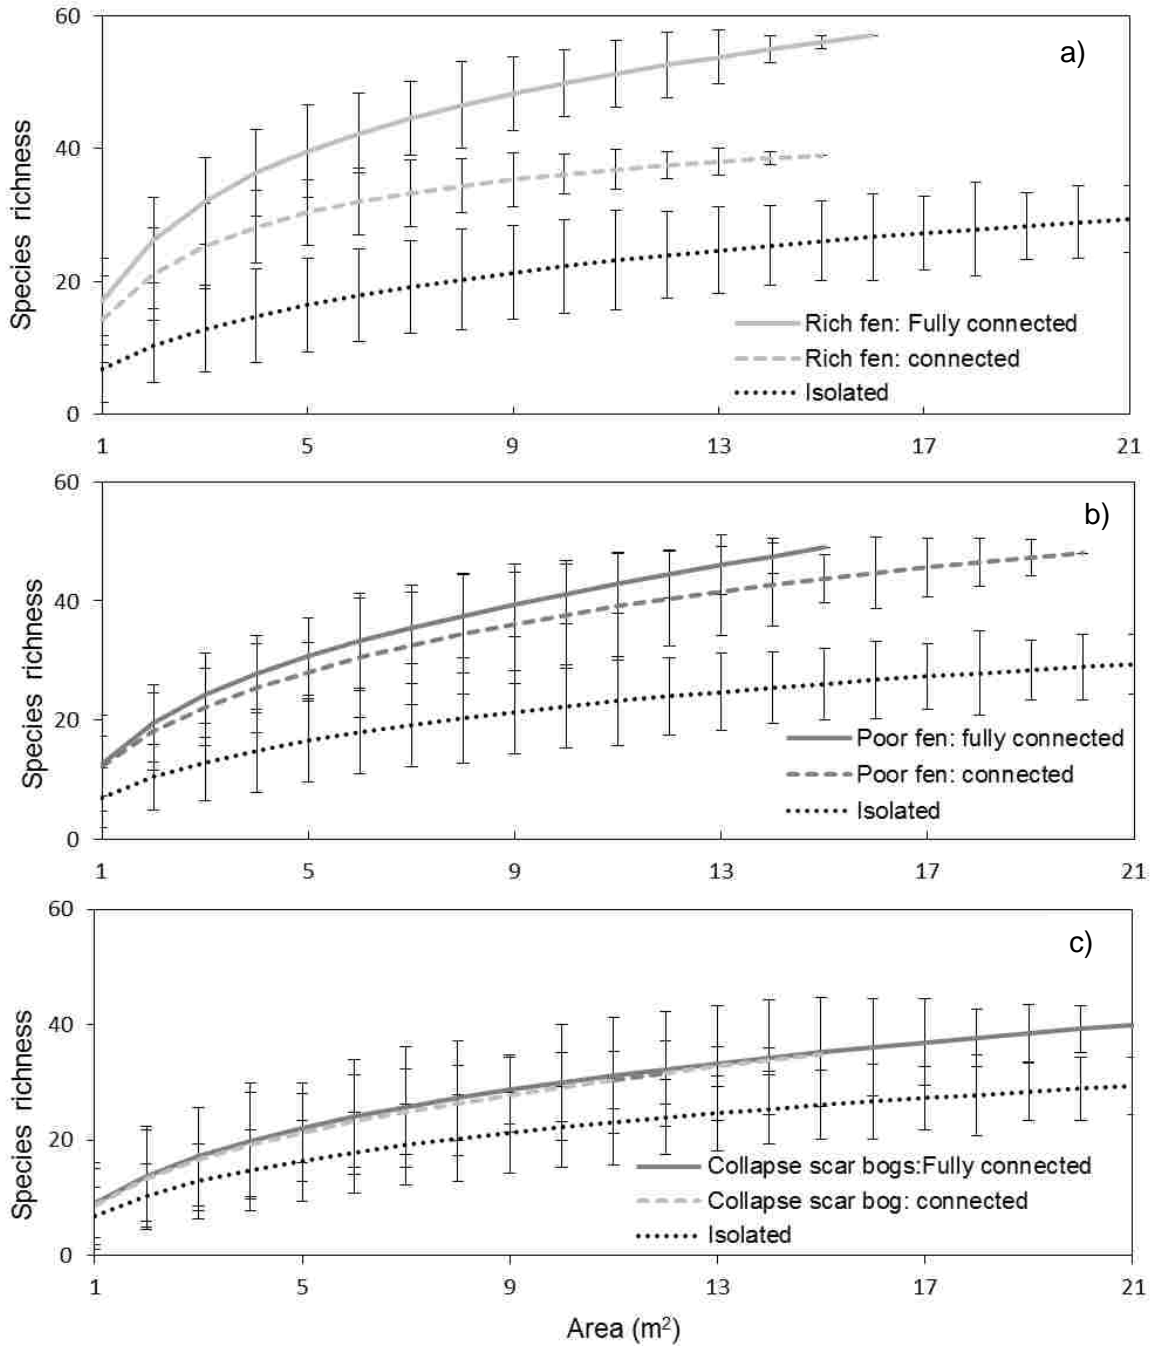 60
a)
40
Species richness
20
Rich fen: Fully connected
Rich fen: connected
Isolated
0
1 5 9 13 17 21
60
b)
40
Species richness
20
Poor fen: fully connected
Poor fen: connected
Isolated
0
1 5 9 13 17 21
60
c)
40
Species richness
20
Collapse scar bogs:Fully connected
Collapse scar bog: connected
Isolated
0
1 5 9 13 17 21
Area (m²)